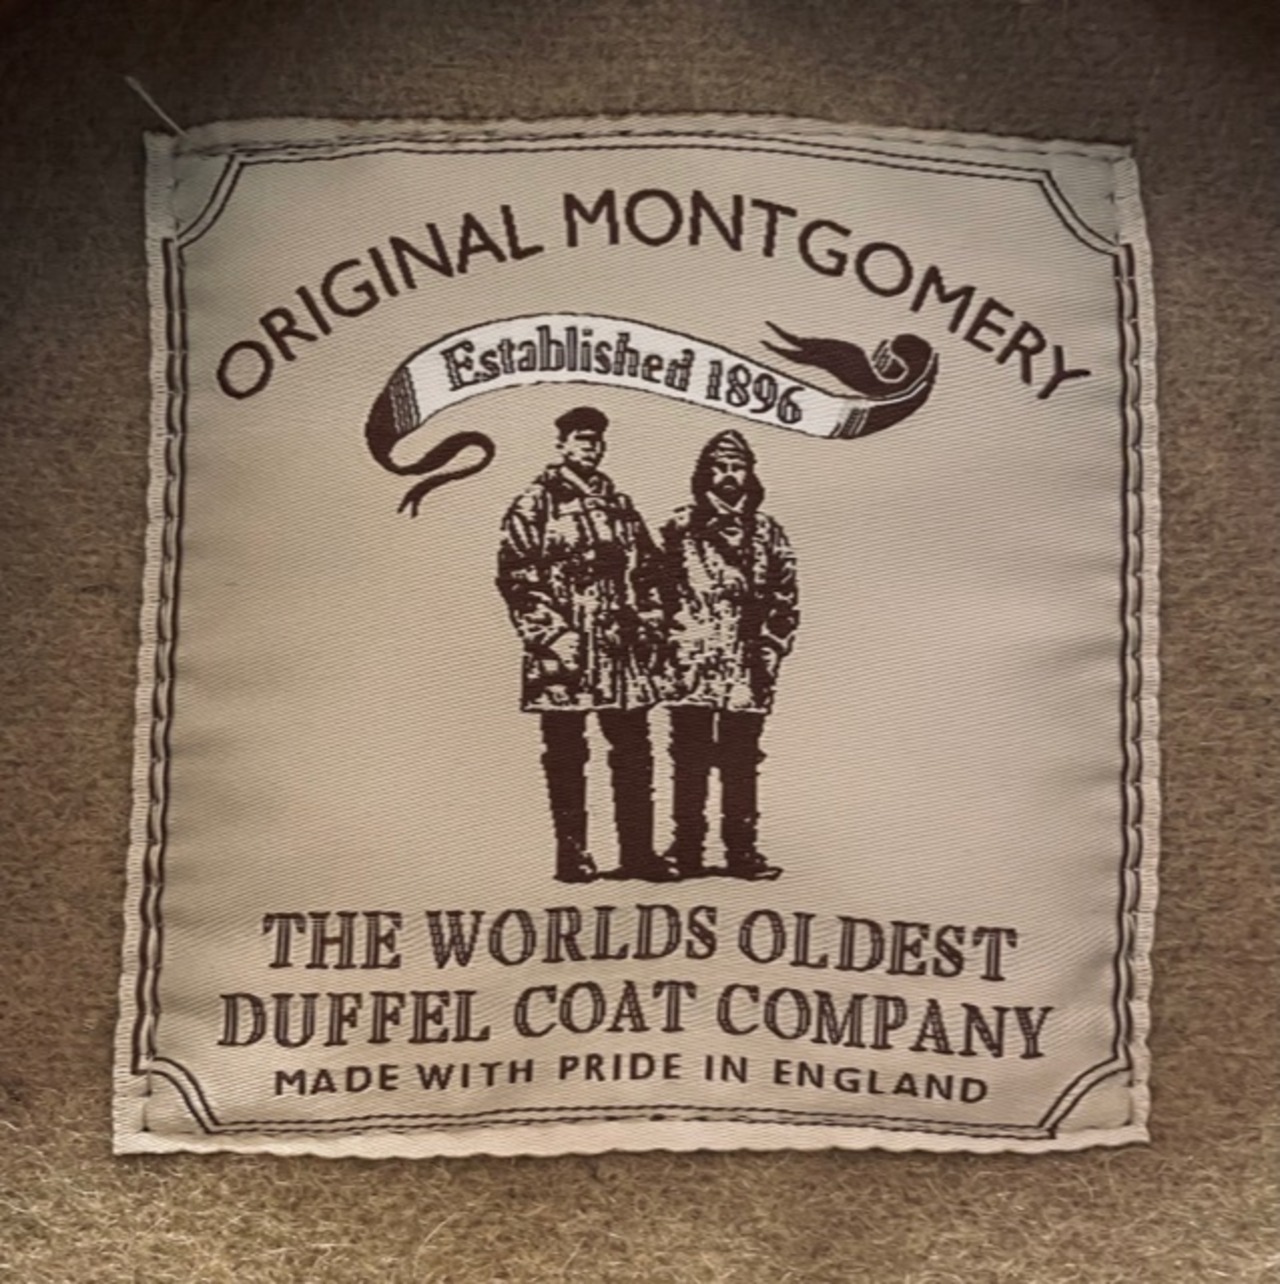 ORIGINAL MONTGOMERY
Established 1896
THE WORLDS OLDEST
DUFFEL COAT COMPANY
MADE WITH PRIDE IN ENGLAND